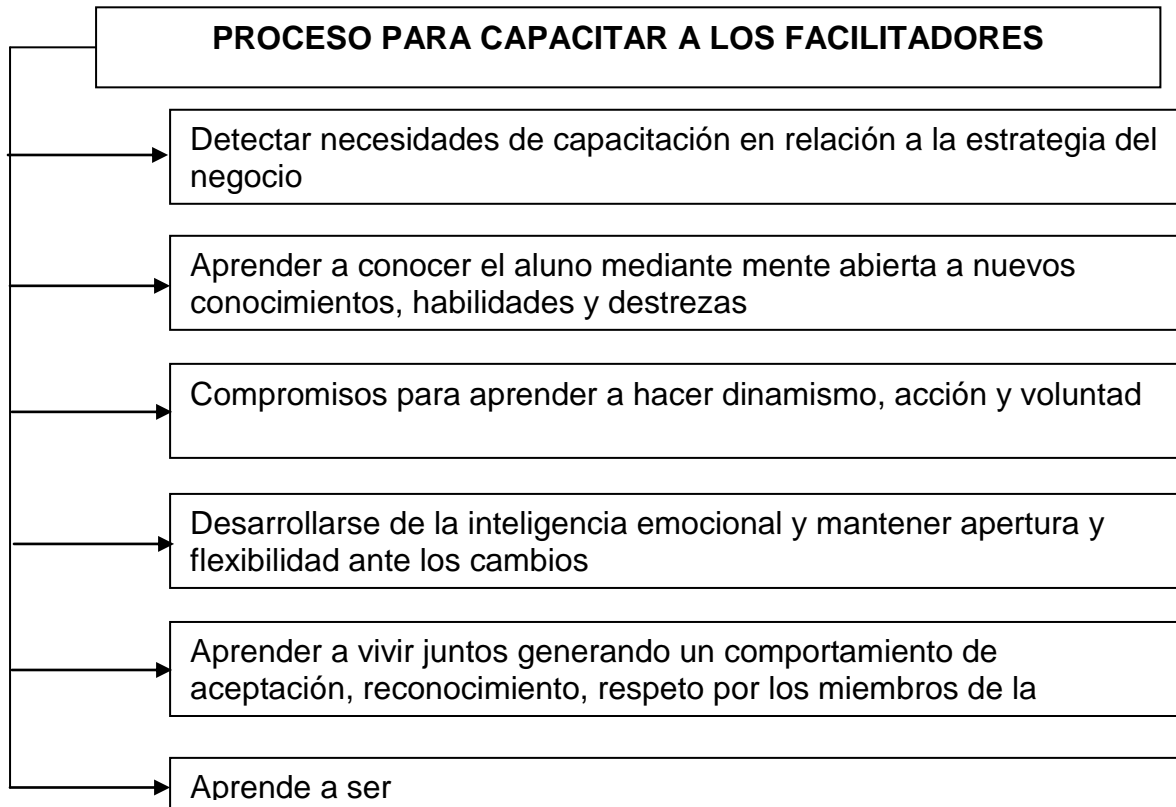 PROCESO PARA CAPACITAR A LOS FACILITADORES
Detectar necesidades de capacitación en relación a la estrategia del
negocio
Aprender a conocer el aluno mediante mente abierta a nuevos
conocimientos, habilidades y destrezas
Compromisos para aprender a hacer dinamismo, acción y voluntad
Desarrollarse de la inteligencia emocional y mantener apertura y
flexibilidad ante los cambios
Aprender a vivir juntos generando un comportamiento de
aceptación, reconocimiento, respeto por los miembros de la
Aprende a ser